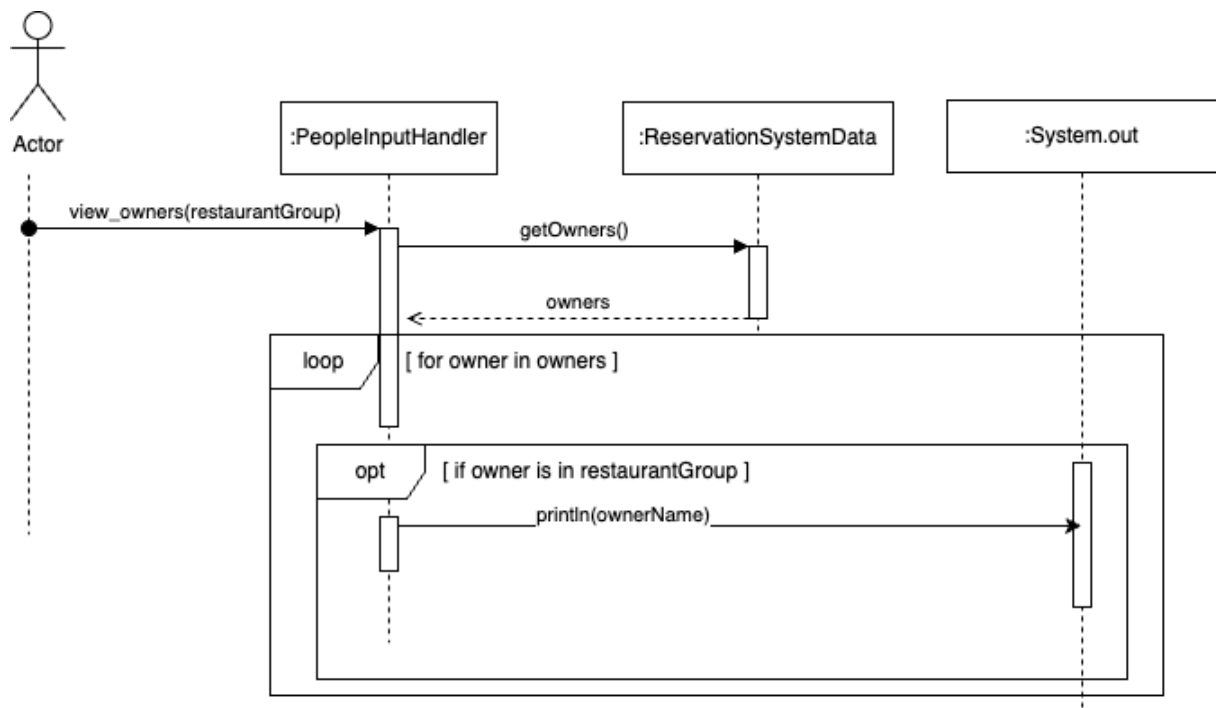 Actor
:PeopleInputHandler
:ReservationSystemData
:System.out
view_owners(restaurantGroup)
getOwners()
owners
loop
[ for owner in owners ]
opt
[ if owner is in restaurantGroup ]
println(ownerName)